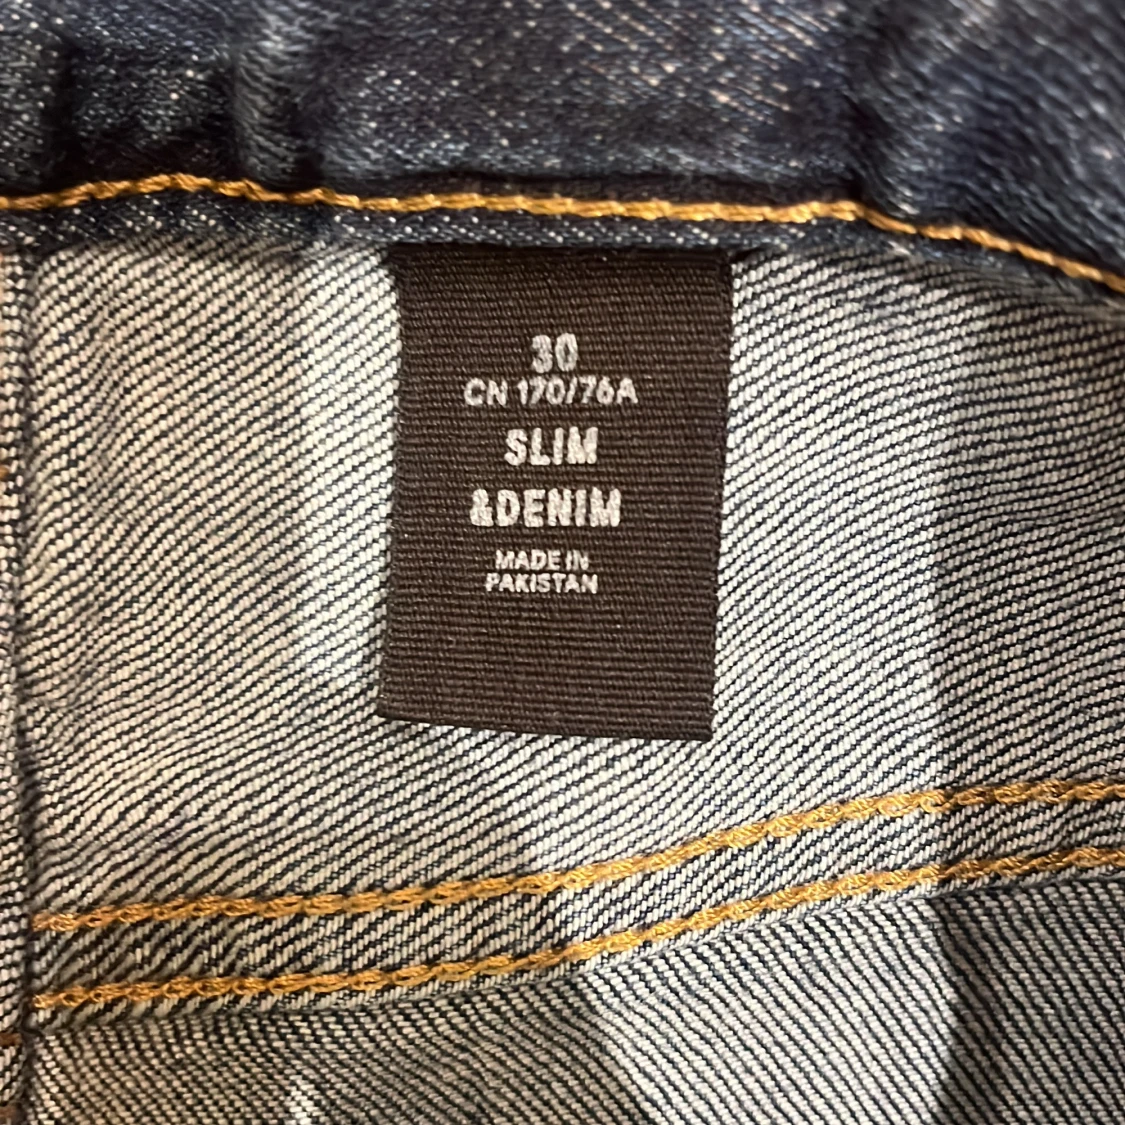 30
CN 170/76A
SLIM
&DENIM
MADE IN
PAKISTAN